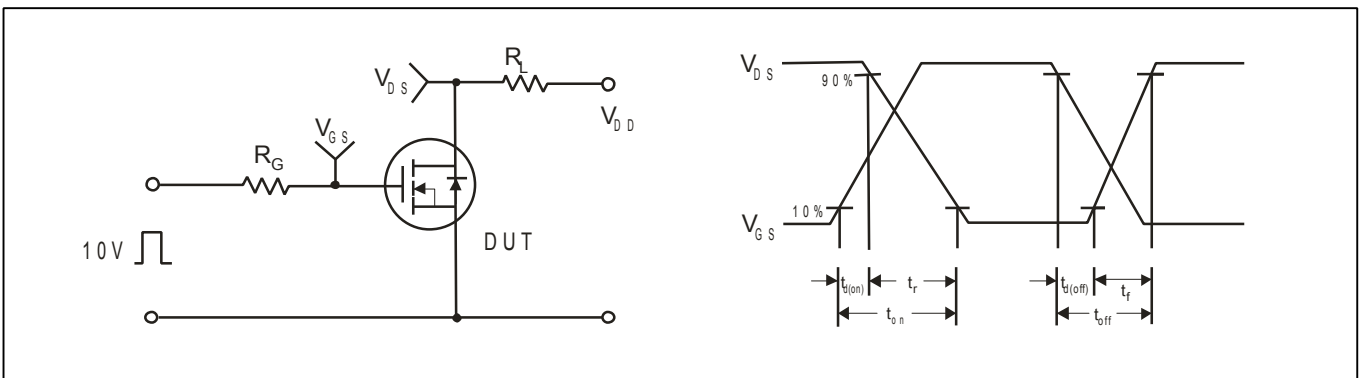 R_L
V_DS
V_DD
V_GS
R_G
DUT
10V
V_DS
90%
10%
V_GS
t_d(on)
t_r
t_d(off)
t_f
t_on
t_off